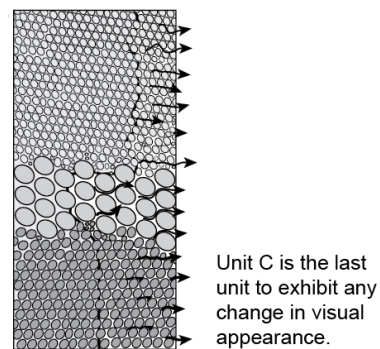 Unit C is the last
unit to exhibit any
change in visual
appearance.